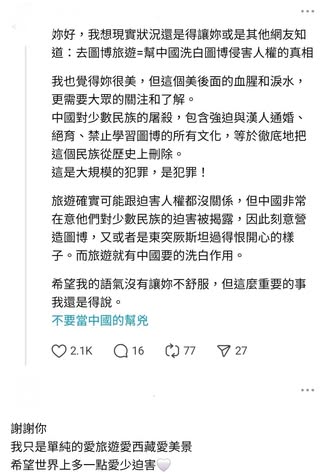 妳好，我想現實狀況還是得讓妳或是其他網友知
道：去圖博旅遊=幫中國洗白圖博侵害人權的真相
我也覺得妳很美，但這個美後面的血腥和淚水，
更需要大眾的關注和了解。
中國對少數民族的屠殺，包含強迫與漢人通婚、
絕育、禁止學習圖博的所有文化，等於徹底地把
這個民族從歷史上刪除。
這是大規模的犯罪，是犯罪！
旅遊確實可能跟迫害人權都沒關係，但中國非常
在意他們對少數民族的迫害被揭露，因此刻意營
造圖博，又或者是東突厥斯坦過得恨開心的樣
子。而旅遊就有中國要的洗白作用。
希望我的語氣沒有讓妳不舒服，但這麼重要的事
我還是得說。
不要當中國的幫兇
2.1K 16 77 27
謝謝你
我只是單純的愛旅遊愛西藏愛美景
希望世界上多一點愛少迫害🤍